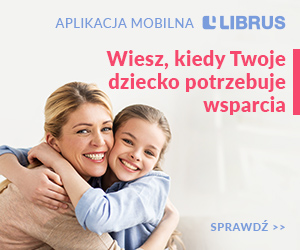 APLIKACJA MOBILNA LIBRUS
Wiesz, kiedy Twoje
dziecko potrzebuje
wsparcia
SPRAWDŹ >>